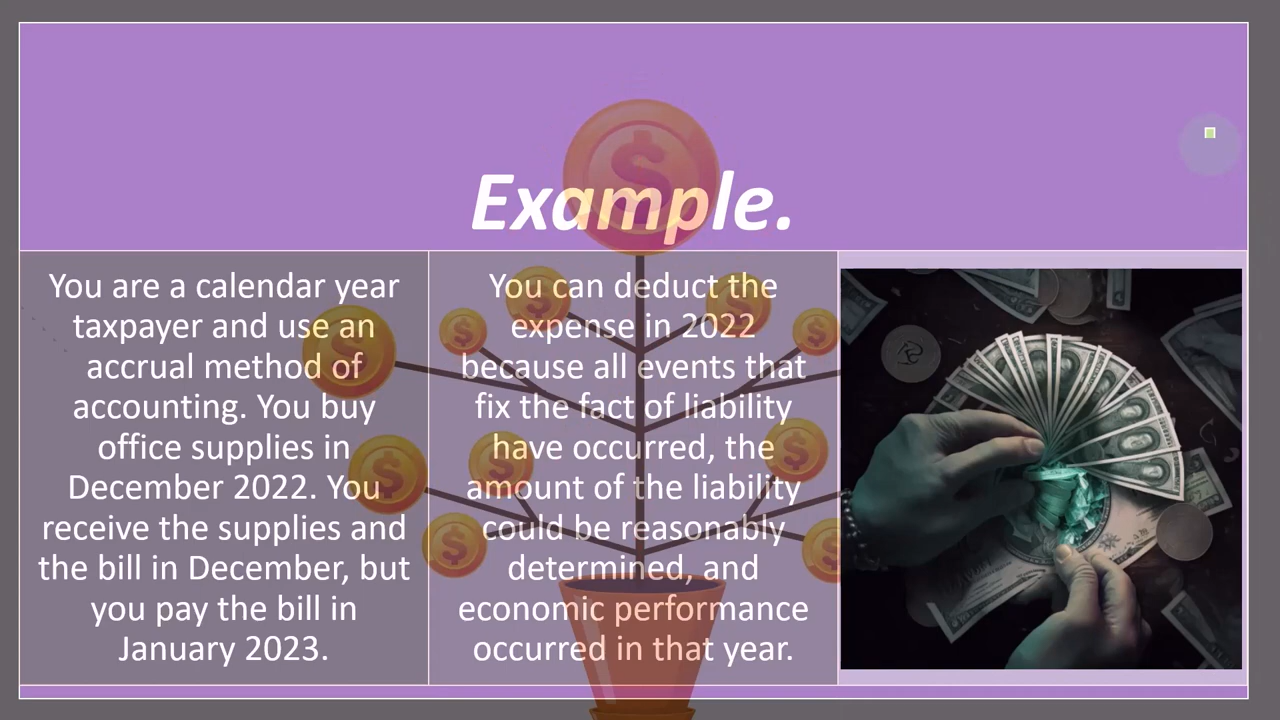 Example.
You are a calendar year
taxpayer and use an
accrual method of
accounting. You buy
office supplies in
December 2022. You
receive the supplies and
the bill in December, but
you pay the bill in
January 2023.
You can deduct the
expense in 2022
because all events that
fix the fact of liability
have occurred, the
amount of the liability
could be reasonably
determined, and
economic performance
occurred in that year.